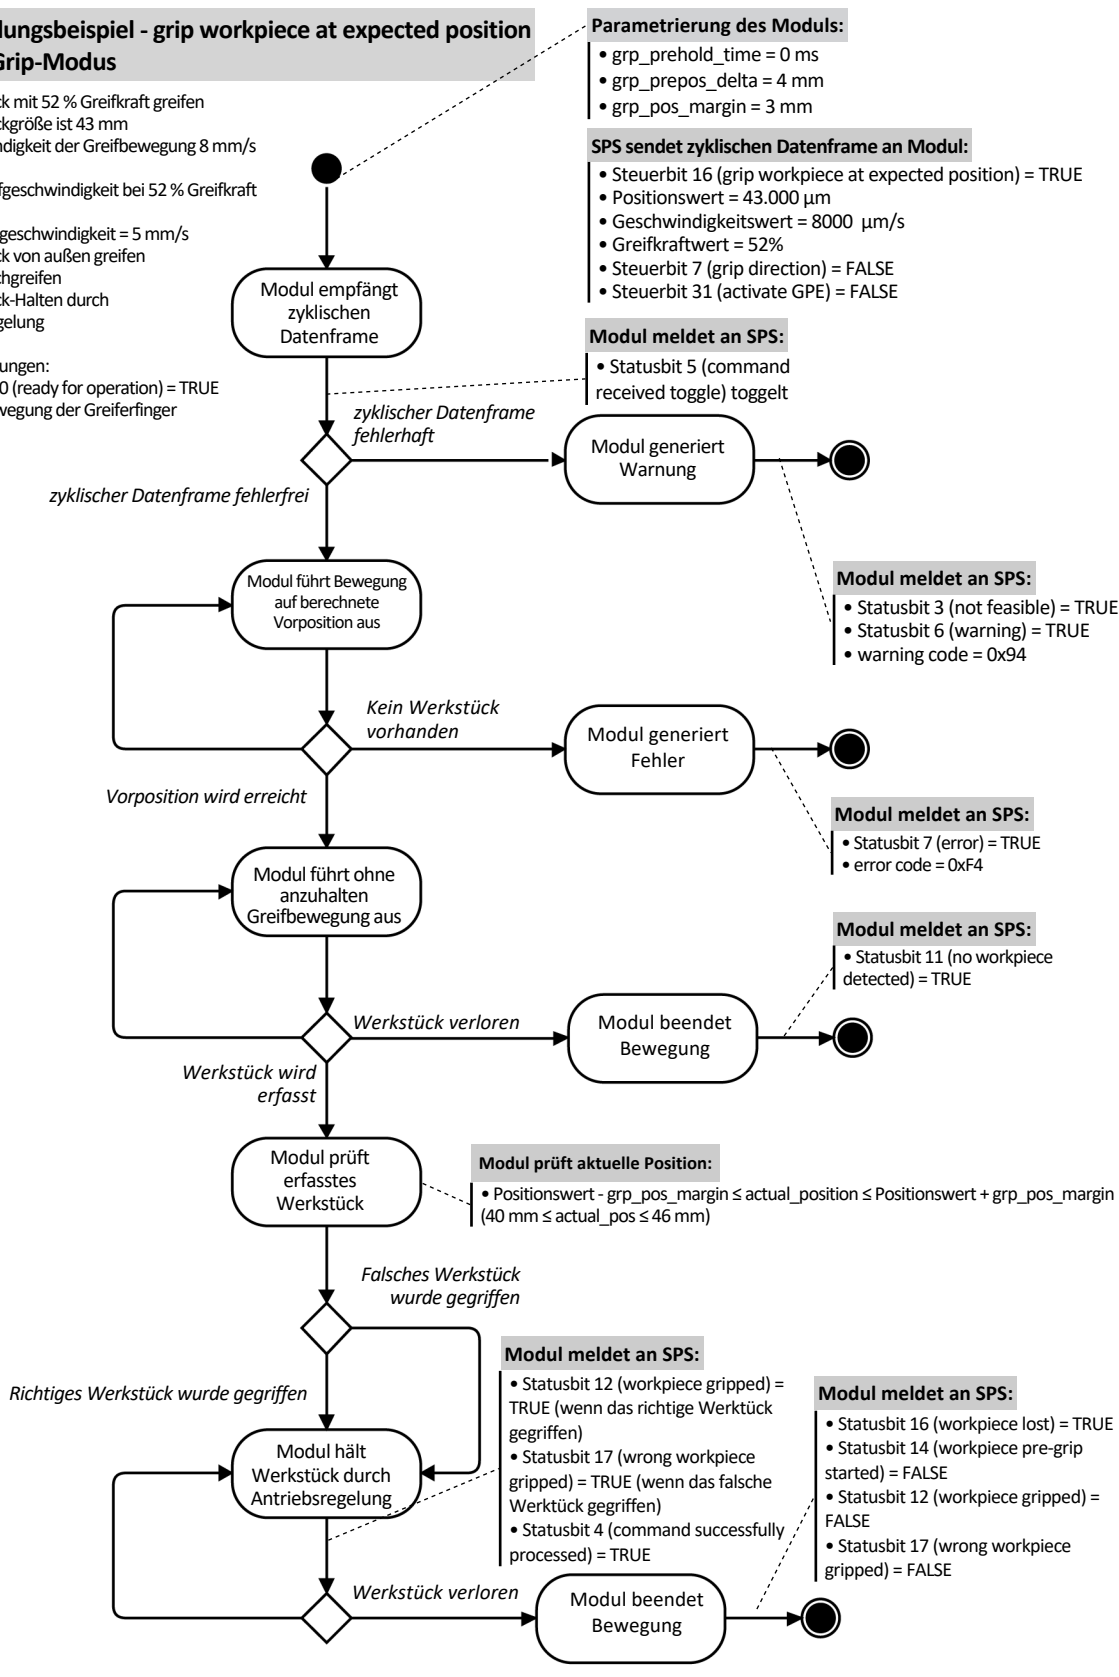 lungsbeispiel - grip workpiece at expected position
Grip-Modus
ck mit 52 % Greifkraft greifen
ckgröße ist 43 mm
ndigkeit der Greifbewegung 8 mm/s
fgeschwindigkeit bei 52 % Greifkraft
geschwindigkeit = 5 mm/s
ck von außen greifen
chgreifen
ck-Halten durch
gelung
ungen:
0 (ready for operation) = TRUE
wegung der Greiferfinger
Parametrierung des Moduls:
• grp_prehold_time = 0 ms
• grp_prepos_delta = 4 mm
• grp_pos_margin = 3 mm
SPS sendet zyklischen Datenframe an Modul:
• Steuerbit 16 (grip workpiece at expected position) = TRUE
• Positionswert = 43.000 µm
• Geschwindigkeitswert = 8000 µm/s
• Greifkraftwert = 52%
• Steuerbit 7 (grip direction) = FALSE
• Steuerbit 31 (activate GPE) = FALSE
Modul empfängt
zyklischen
Datenframe
Modul meldet an SPS:
• Statusbit 5 (command
received toggle) toggelt
zyklischer Datenframe
fehlerhaft
Modul generiert
Warnung
zyklischer Datenframe fehlerfrei
Modul meldet an SPS:
• Statusbit 3 (not feasible) = TRUE
• Statusbit 6 (warning) = TRUE
• warning code = 0x94
Modul führt Bewegung
auf berechnete
Vorposition aus
Kein Werkstück
vorhanden
Modul generiert
Fehler
Vorposition wird erreicht
Modul meldet an SPS:
• Statusbit 7 (error) = TRUE
• error code = 0xF4
Modul führt ohne
anzuhalten
Greifbewegung aus
Modul meldet an SPS:
• Statusbit 11 (no workpiece
detected) = TRUE
Werkstück verloren
Modul beendet
Bewegung
Werkstück wird
erfasst
Modul prüft
erfasstes
Werkstück
Modul prüft aktuelle Position:
• Positionswert - grp_pos_margin ≤ actual_position ≤ Positionswert + grp_pos_margin
(40 mm ≤ actual_pos ≤ 46 mm)
Falsches Werkstück
wurde gegriffen
Richtiges Werkstück wurde gegriffen
Modul meldet an SPS:
• Statusbit 12 (workpiece gripped) =
TRUE (wenn das richtige Werktück
gegriffen)
• Statusbit 17 (wrong workpiece
gripped) = TRUE (wenn das falsche
Werktück gegriffen)
• Statusbit 4 (command successfully
processed) = TRUE
Modul hält
Werkstück durch
Antriebsregelung
Modul meldet an SPS:
• Statusbit 16 (workpiece lost) = TRUE
• Statusbit 14 (workpiece pre-grip
started) = FALSE
• Statusbit 12 (workpiece gripped) =
FALSE
• Statusbit 17 (wrong workpiece
gripped) = FALSE
Werkstück verloren
Modul beendet
Bewegung